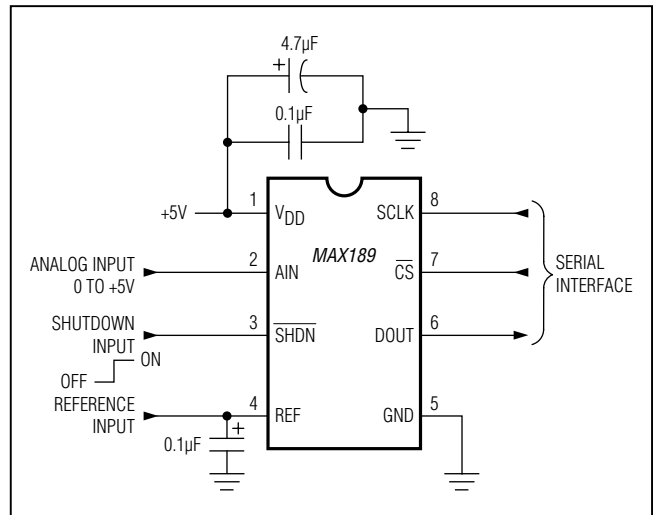 4.7µF
+
0.1µF
+5V
1
VDD
SCLK
8
MAX189
ANALOG INPUT
0 TO +5V
2
AIN
CS
7
SERIAL
INTERFACE
SHUTDOWN
INPUT
3
SHDN
DOUT
6
ON
OFF
REFERENCE
INPUT
4
REF
GND
5
+
0.1µF